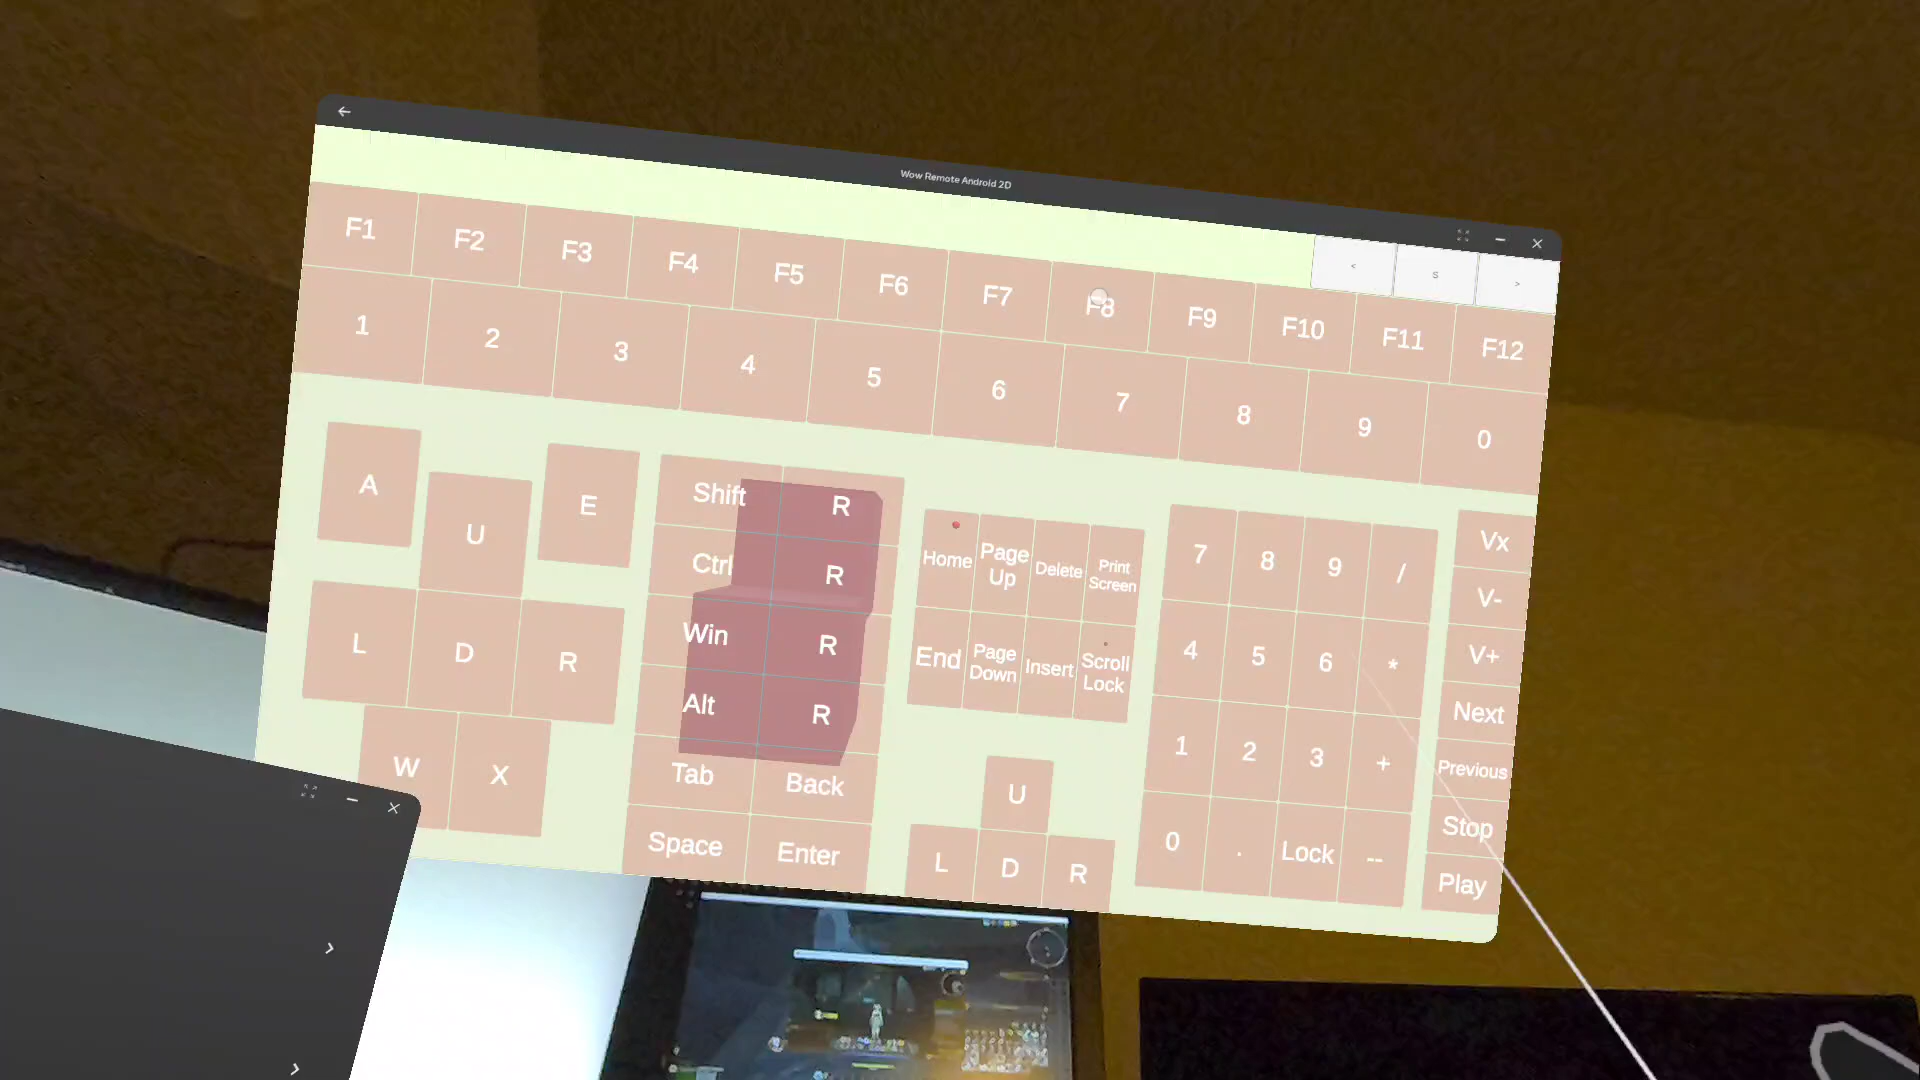 Wow Remote Android 2D
< S >
F1 F2 F3 F4 F5 F6 F7 F8 F9 F10 F11 F12
1 2 3 4 5 6 7 8 9 0
A U E
L D R
W X
Shift R
Ctrl R
Win R
Alt R
Tab Back
Space Enter
Home Page Up Delete Print Screen
End Page Down Insert Scroll Lock
U
L D R
7 8 9 /
4 5 6 *
1 2 3 +
0 . Lock --
Vx
V-
V+
Next
Previous
Stop
Play